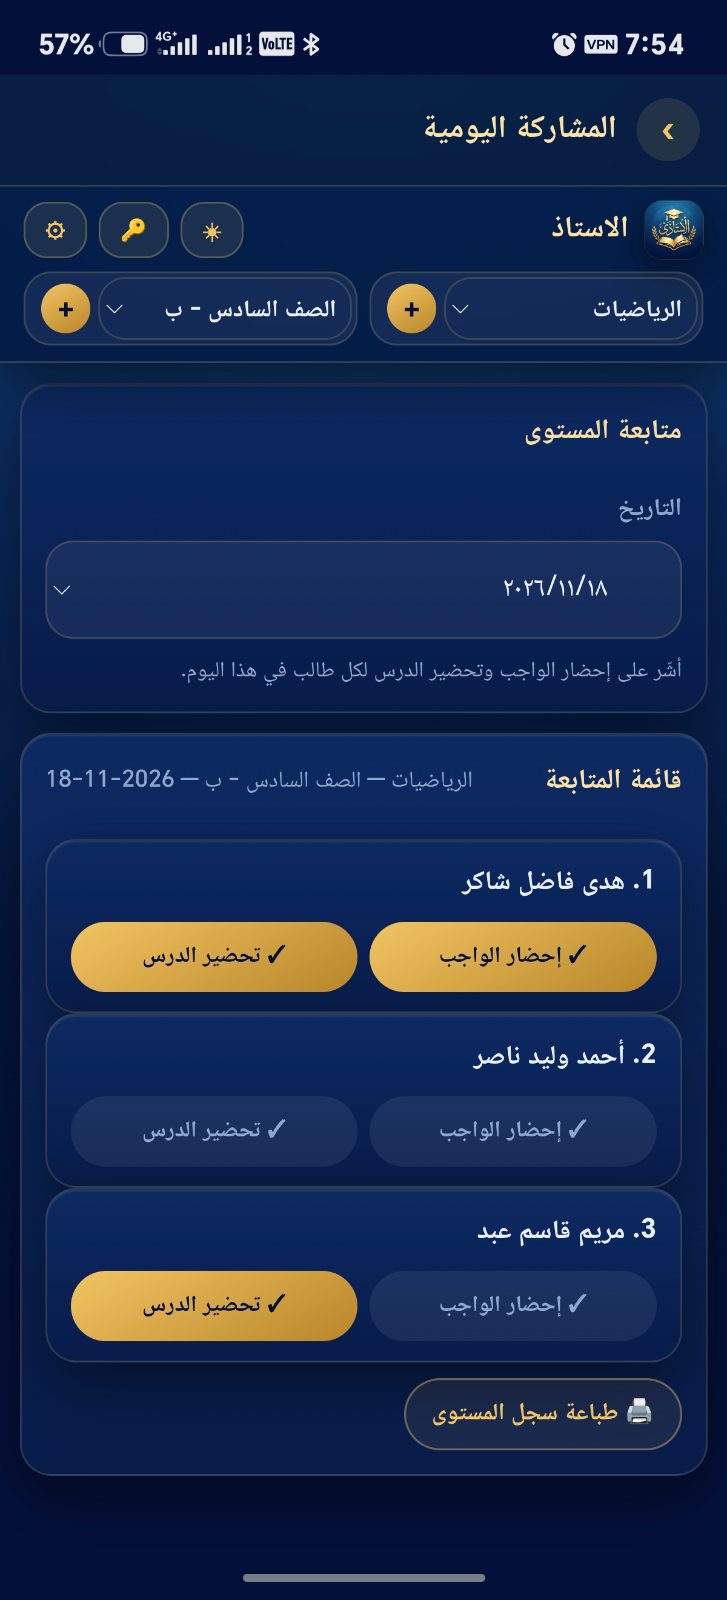 57% 4G+ 1 2 VoLTE VPN 7:54
المشاركة اليومية
الاستاذ
الرياضيات +
الصف السادس - ب +
متابعة المستوى
التاريخ
٢٠٢٦/١١/١٨
أشّر على إحضار الواجب وتحضير الدرس لكل طالب في هذا اليوم.
قائمة المتابعة
الرياضيات — الصف السادس - ب — 2026-11-18
1. هدى فاضل شاكر
✓ إحضار الواجب
✓ تحضير الدرس
2. أحمد وليد ناصر
✓ إحضار الواجب
✓ تحضير الدرس
3. مريم قاسم عبد
✓ إحضار الواجب
✓ تحضير الدرس
طباعة سجل المستوى